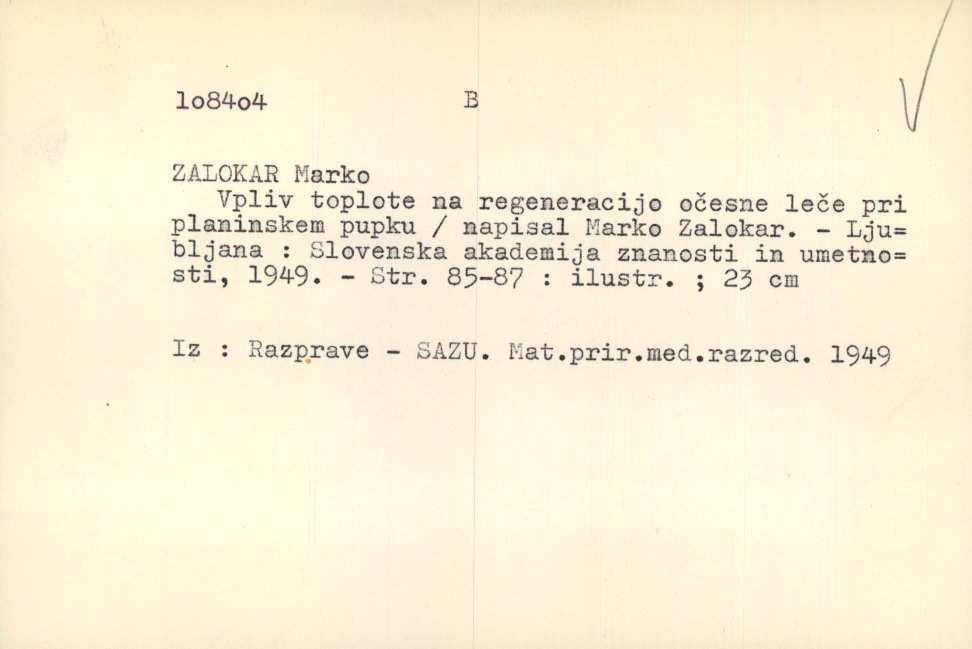 1o84o4 B
ZALOKAR Marko
Vpliv toplote na regeneracijo očesne leče pri
planinskem pupku / napisal Marko Zalokar. - Lju=
bljana : Slovenska akademija znanosti in umetno=
sti, 1949. - Str. 85-87 : ilustr. ; 23 cm
Iz : Razprave - SAZU. Mat.prir.med.razred. 1949